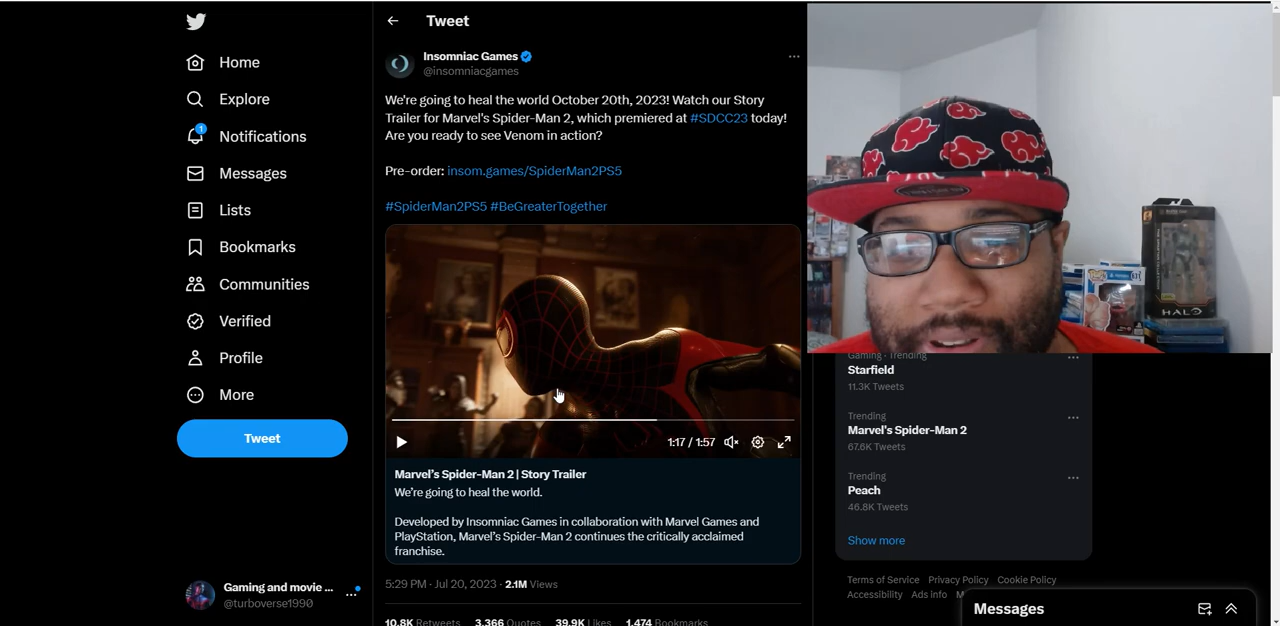 Tweet
Home
Explore
1
Notifications
Messages
Lists
Bookmarks
Communities
Verified
Profile
More
Tweet
Gaming and movie ...
@turboverse1990
Insomniac Games
@insomniacgames
We're going to heal the world October 20th, 2023! Watch our Story
Trailer for Marvel's Spider-Man 2, which premiered at #SDCC23 today!
Are you ready to see Venom in action?
Pre-order: insom.games/SpiderMan2PS5
#SpiderMan2PS5 #BeGreaterTogether
1:17 / 1:57
Marvel's Spider-Man 2 | Story Trailer
We're going to heal the world.
Developed by Insomniac Games in collaboration with Marvel Games and
PlayStation, Marvel's Spider-Man 2 continues the critically acclaimed
franchise.
5:29 PM · Jul 20, 2023 · 2.1M Views
10.8K Retweets 3,366 Quotes 39.9K Likes 1,474 Bookmarks
HALO
Gaming · Trending
Starfield
11.3K Tweets
Trending
Marvel's Spider-Man 2
67.6K Tweets
Trending
Peach
46.8K Tweets
Show more
Terms of Service Privacy Policy Cookie Policy
Accessibility Ads info
Messages